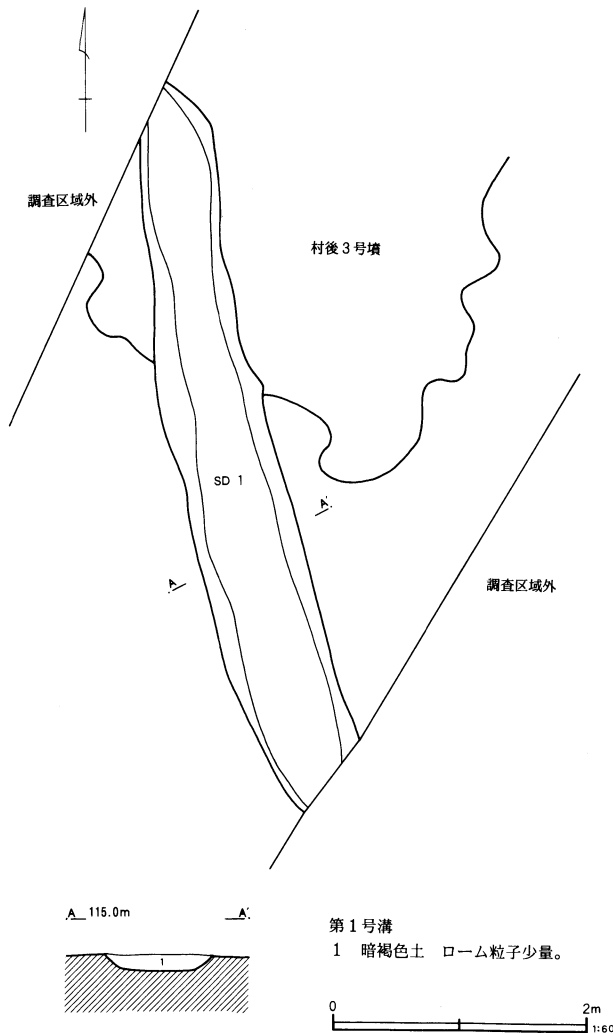 調査区域外
村後3号墳
SD 1
A'
A
調査区域外
A 115.0m A'
1
第1号溝
1 暗褐色土 ローム粒子少量。
0 2m
1:60